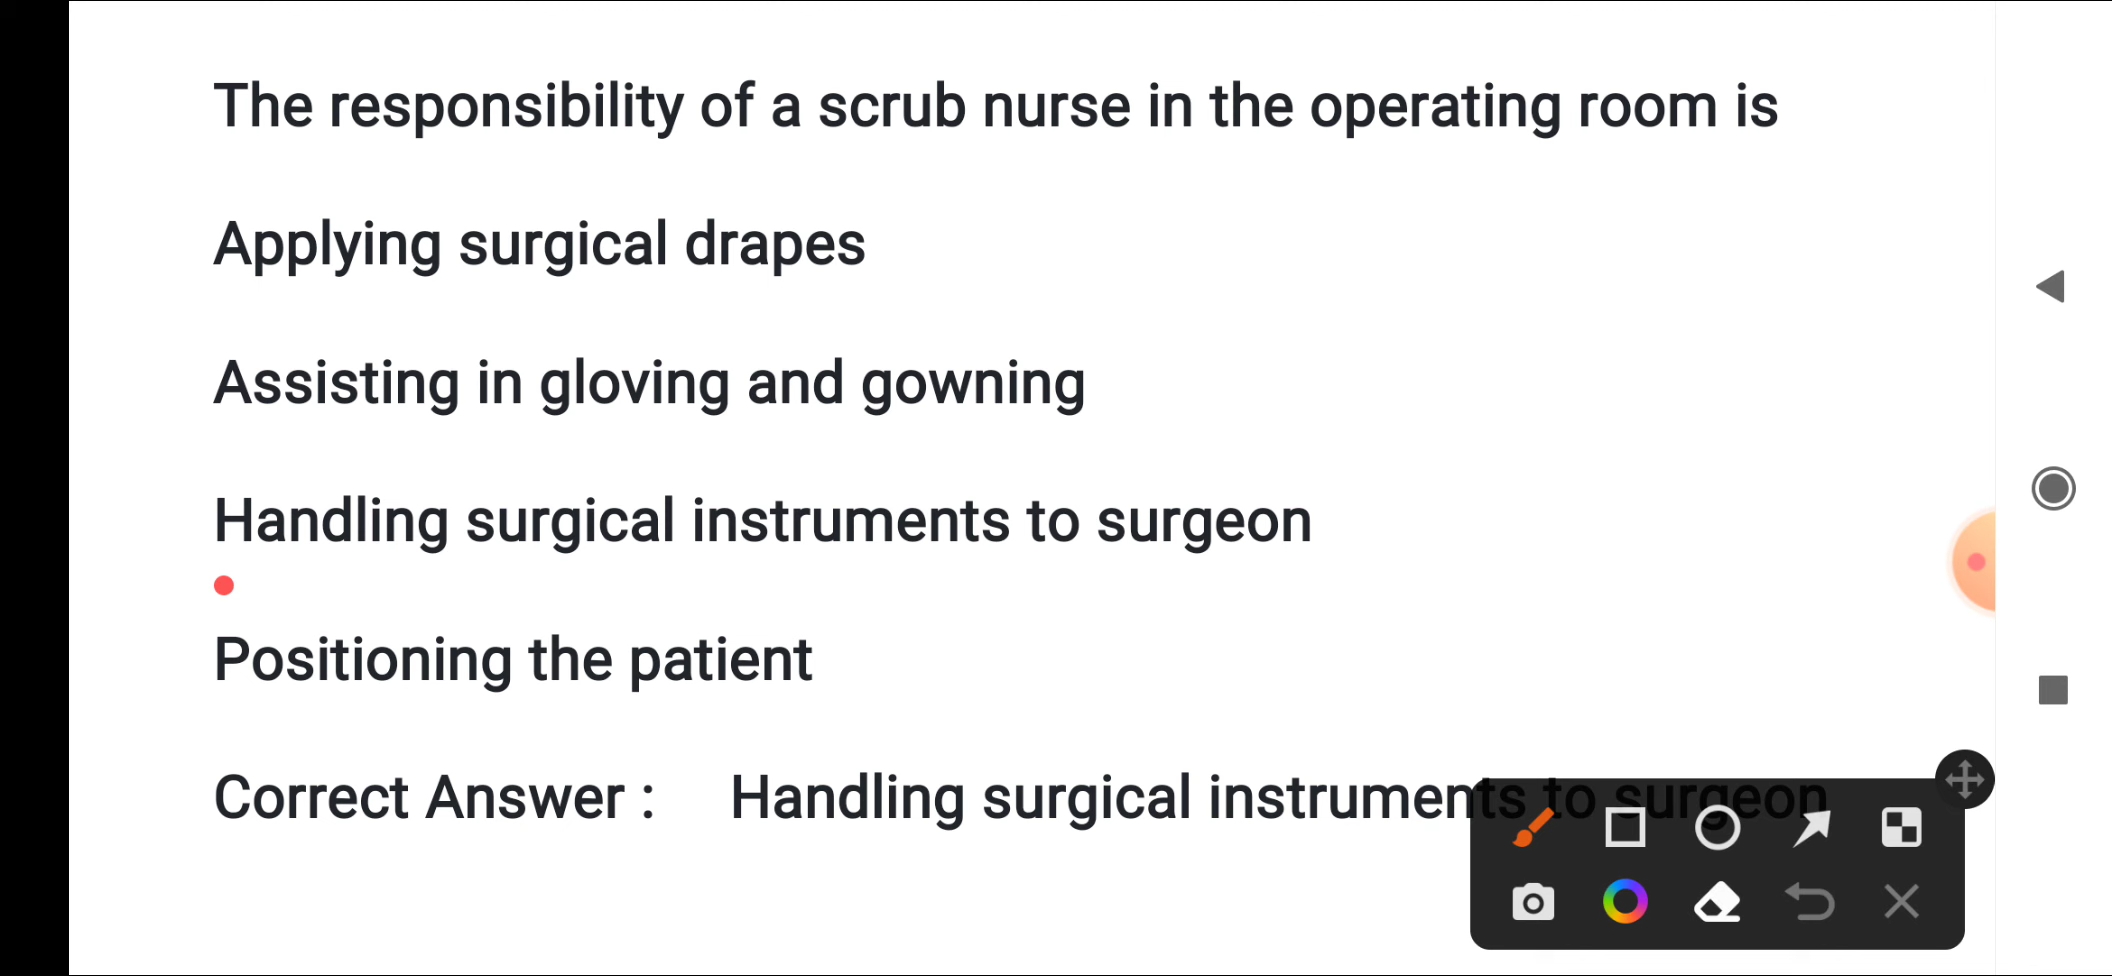 The responsibility of a scrub nurse in the operating room is
Applying surgical drapes
Assisting in gloving and gowning
Handling surgical instruments to surgeon
Positioning the patient
Correct Answer : Handling surgical instruments to surgeon